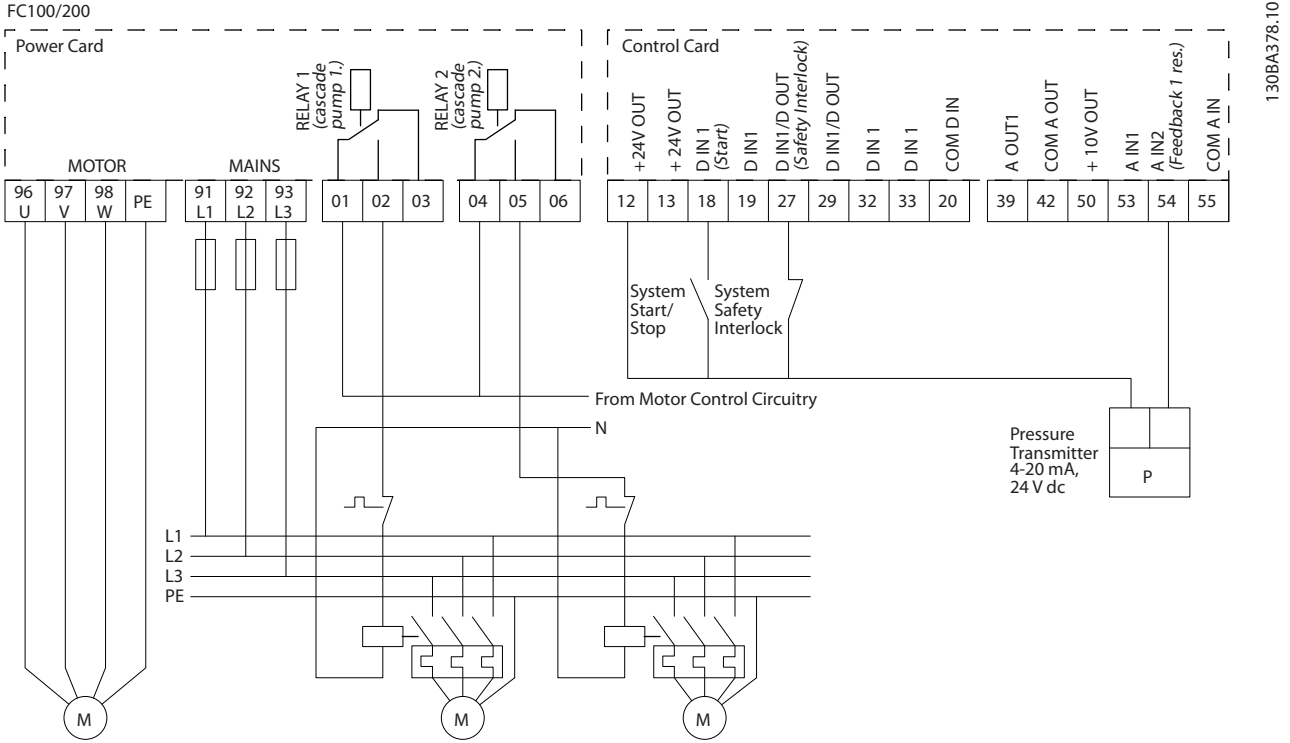 FC100/200
130BA378.10
Power Card
RELAY 1
(cascade
pump 1.)
RELAY 2
(cascade
pump 2.)
MOTOR
MAINS
96
U
97
V
98
W
PE
91
L1
92
L2
93
L3
01
02
03
04
05
06
Control Card
+24V OUT
+ 24V OUT
D IN 1
(Start)
D IN1
D IN1/D OUT
(Safety Interlock)
D IN1/D OUT
D IN 1
D IN 1
COM D IN
A OUT1
COM A OUT
+ 10V OUT
A IN1
A IN2
(Feedback 1 res.)
COM A IN
12
13
18
19
27
29
32
33
20
39
42
50
53
54
55
System
Start/
Stop
System
Safety
Interlock
From Motor Control Circuitry
N
Pressure
Transmitter
4-20 mA,
24 V dc
P
L1
L2
L3
PE
M
M
M